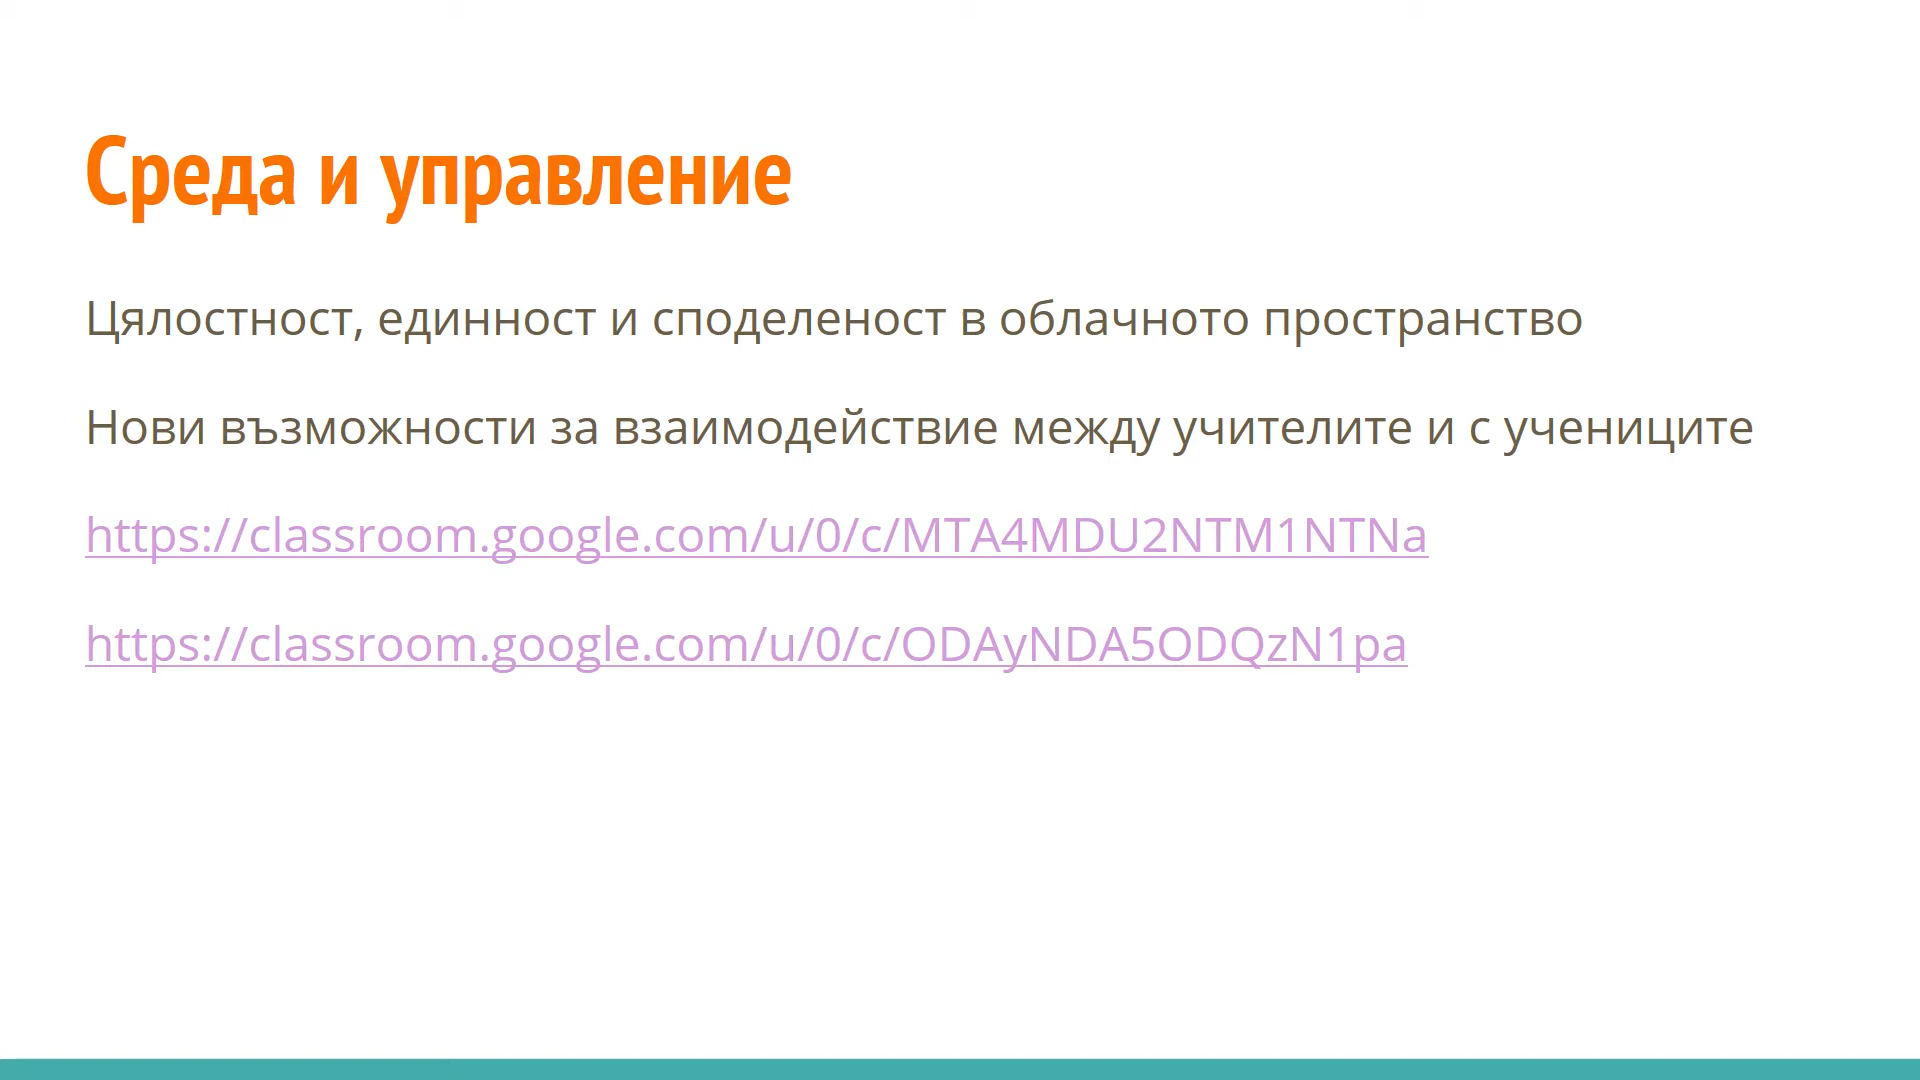 Среда и управление
Цялостност, единност и споделеност в облачното пространство
Нови възможности за взаимодействие между учителите и с учениците
https://classroom.google.com/u/0/c/MTA4MDU2NTM1NTNa
https://classroom.google.com/u/0/c/ODAyNDA5ODQzN1pa